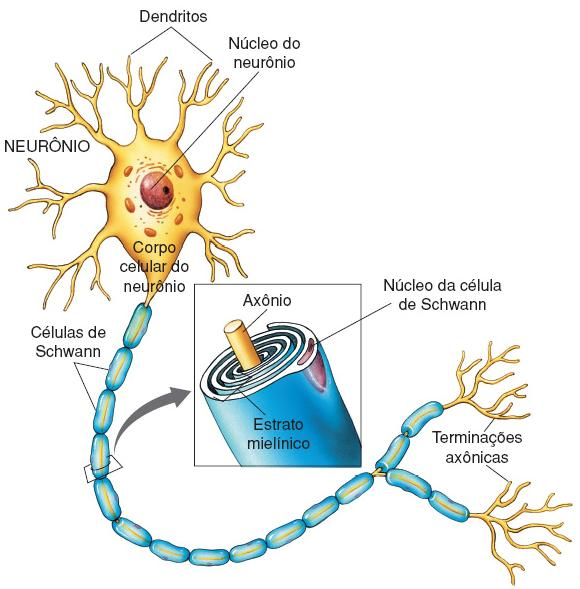 Dendritos
Núcleo do
neurônio
NEURÔNIO
Corpo
celular do
neurônio
Células de
Schwann
Axônio
Núcleo da célula
de Schwann
Estrato
mielínico
Terminações
axônicas